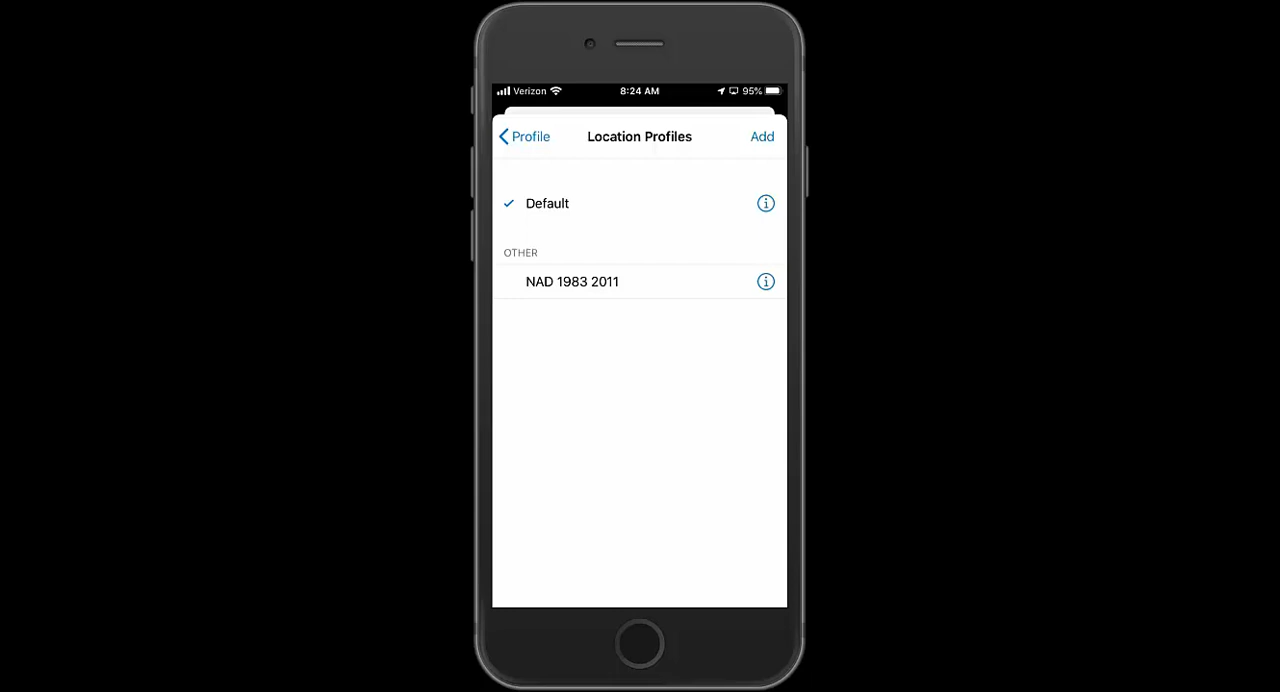 Verizon 8:24 AM 95%
Profile Location Profiles Add
Default
OTHER
NAD 1983 2011